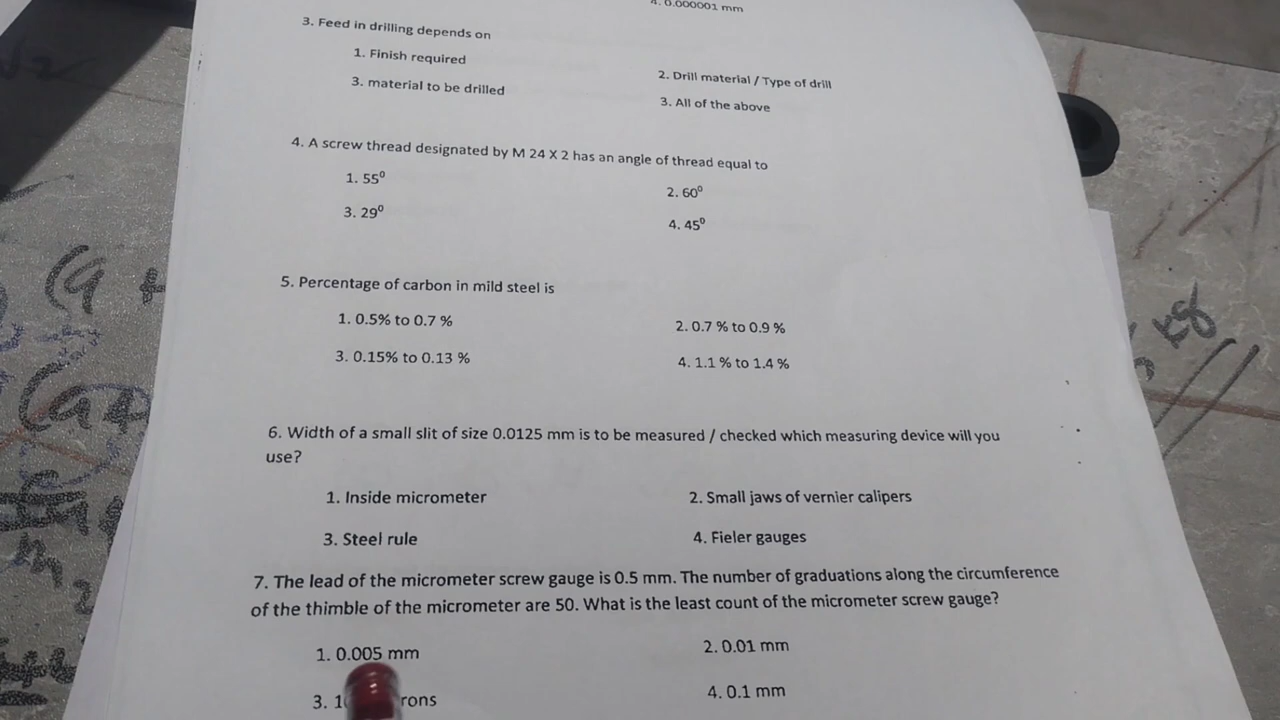 4. 0.000001 mm
3. Feed in drilling depends on
1. Finish required
2. Drill material / Type of drill
3. material to be drilled
3. All of the above
4. A screw thread designated by M 24 X 2 has an angle of thread equal to
1. 55⁰
2. 60⁰
3. 29⁰
4. 45⁰
5. Percentage of carbon in mild steel is
1. 0.5% to 0.7 %
2. 0.7 % to 0.9 %
3. 0.15% to 0.13 %
4. 1.1 % to 1.4 %
6. Width of a small slit of size 0.0125 mm is to be measured / checked which measuring device will you
use?
1. Inside micrometer
2. Small jaws of vernier calipers
3. Steel rule
4. Fieler gauges
7. The lead of the micrometer screw gauge is 0.5 mm. The number of graduations along the circumference
of the thimble of the micrometer are 50. What is the least count of the micrometer screw gauge?
1. 0.005 mm
2. 0.01 mm
3.
4. 0.1 mm